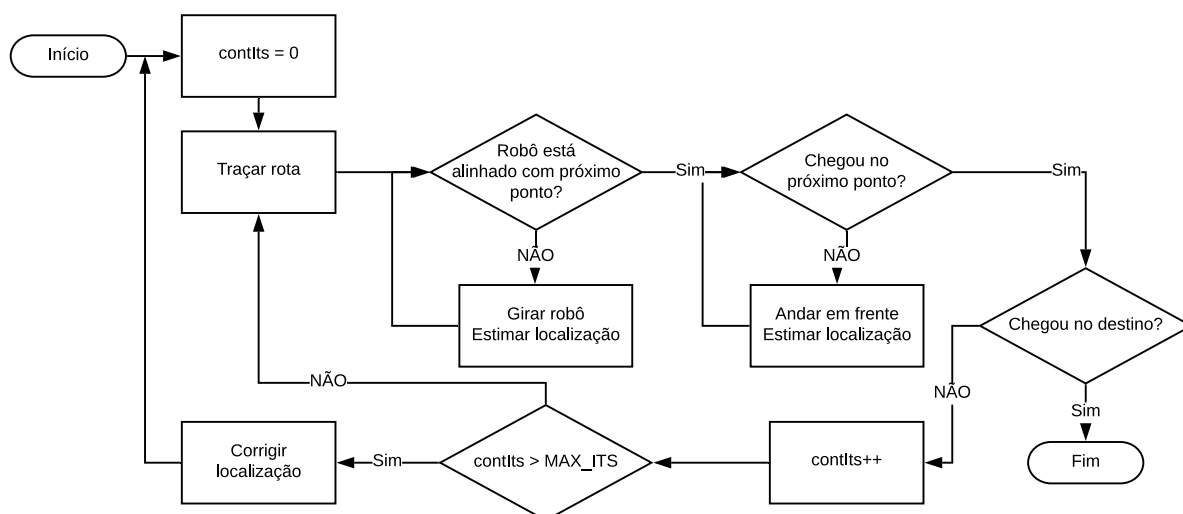 Início
contIts = 0
Traçar rota
Robô está
alinhado com próximo
ponto?
Sim
Chegou no
próximo ponto?
Sim
NÃO
NÃO
Girar robô
Estimar localização
Andar em frente
Estimar localização
Chegou no destino?
NÃO
NÃO
Sim
Corrigir
localização
Sim
contIts > MAX_ITS
contIts++
Fim